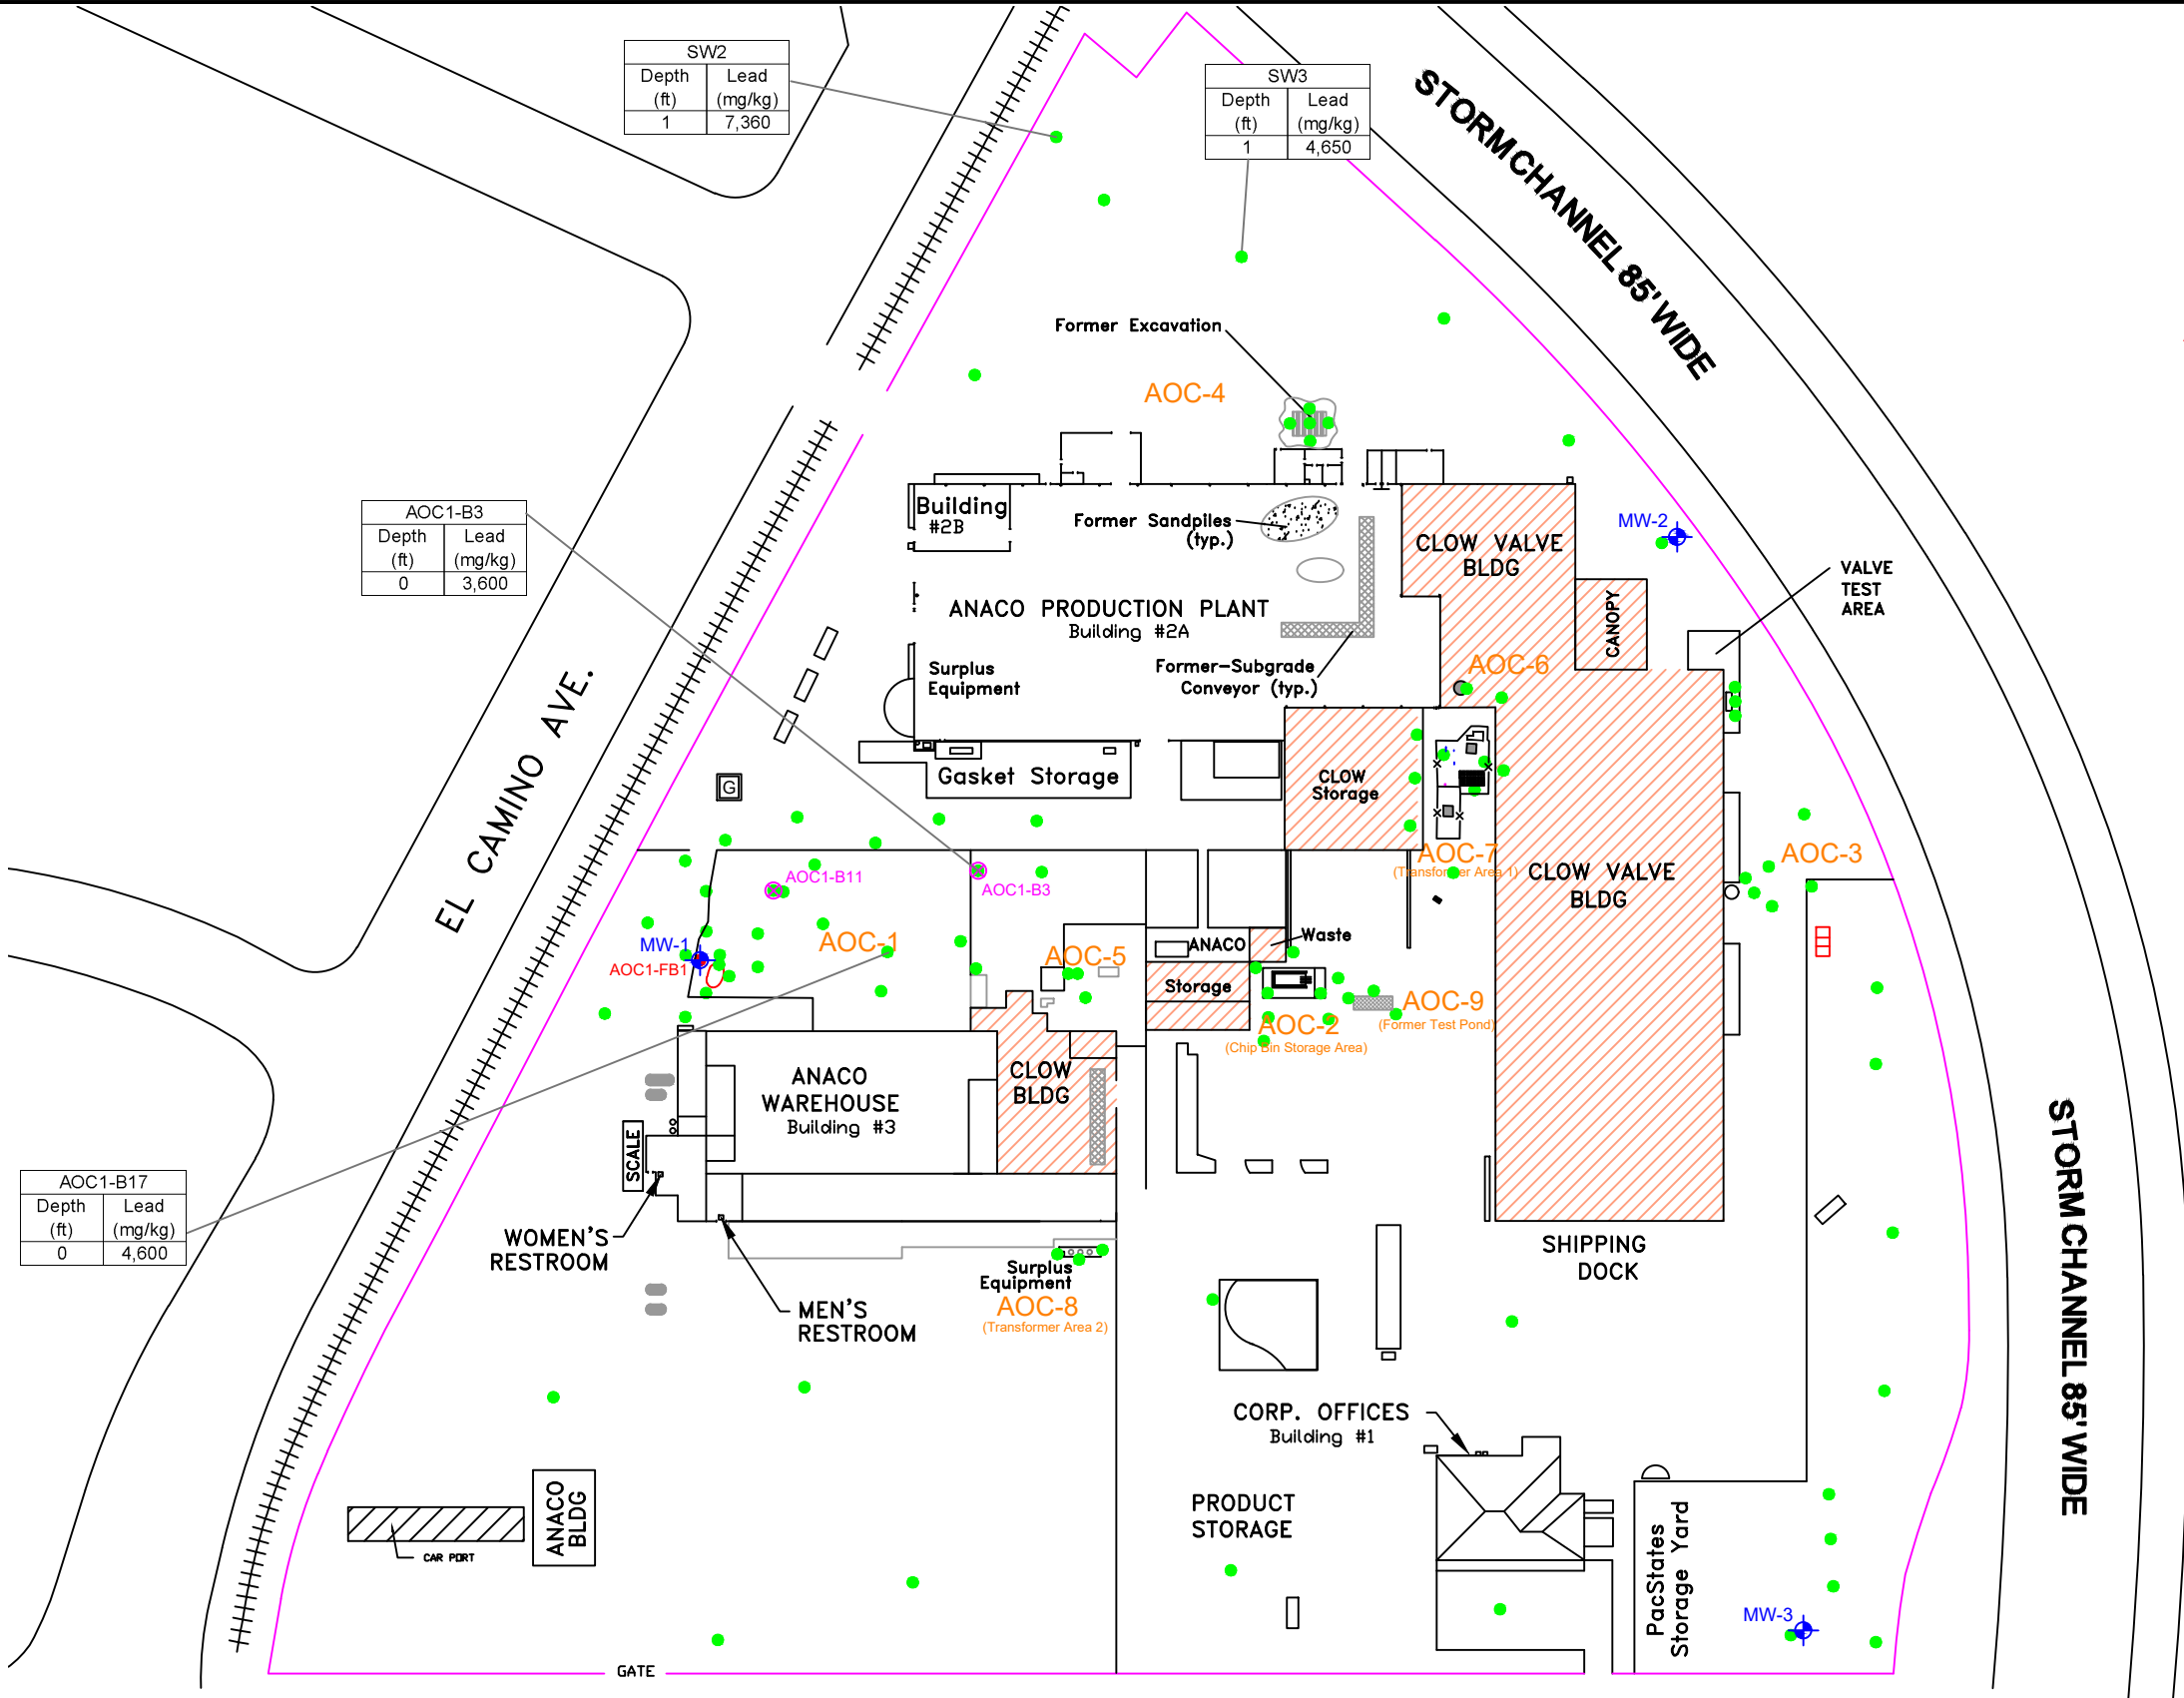 SW2
Depth Lead
(ft) (mg/kg)
1 7,360
SW3
Depth Lead
(ft) (mg/kg)
1 4,650
STORMCHANNEL 85' WIDE
Former Excavation
AOC-4
AOC1-B3
Depth Lead
(ft) (mg/kg)
0 3,600
Building
#2B
Former Sandpiles
(typ.)
CLOW VALVE
BLDG
MW-2
VALVE
TEST
AREA
CANOPY
ANACO PRODUCTION PLANT
Building #2A
Surplus
Equipment
Former-Subgrade
Conveyor (typ.)
AOC-6
EL CAMINO AVE.
G
Gasket Storage
CLOW
Storage
AOC-7
(Transformer Area 1)
CLOW VALVE
BLDG
AOC-3
AOC1-B11
AOC1-B3
MW-1
AOC1-FB1
AOC-1
AOC-5
ANACO
Waste
Storage
AOC-2
(Chip Bin Storage Area)
AOC-9
(Former Test Pond)
CLOW
BLDG
ANACO
WAREHOUSE
Building #3
SCALE
AOC1-B17
Depth Lead
(ft) (mg/kg)
0 4,600
WOMEN'S
RESTROOM
MEN'S
RESTROOM
Surplus
Equipment
AOC-8
(Transformer Area 2)
SHIPPING
DOCK
STORMCHANNEL 85' WIDE
CORP. OFFICES
Building #1
PRODUCT
STORAGE
ANACO
BLDG
CAR PORT
PacStates
Storage Yard
MW-3
GATE